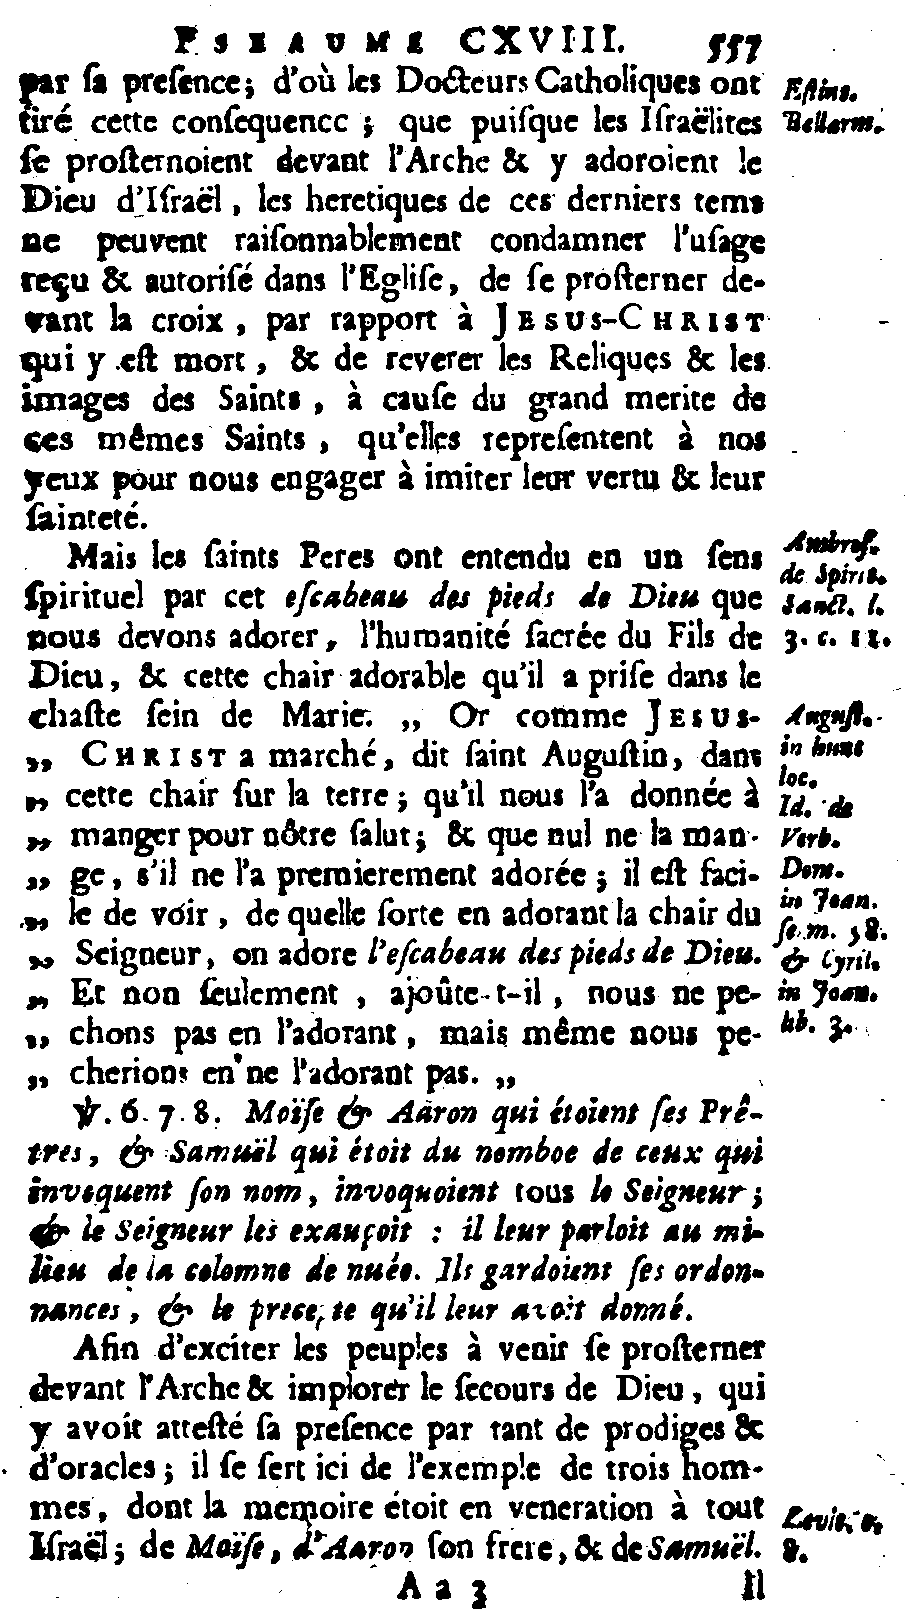 PSEAUME CXVIII. 557
par ſa preſence; d'où les Docteurs Catholiques ont
tiré cette conſequence ; que puiſque les Iſraëlites
ſe proſternoient devant l'Arche & y adoroient le
Dieu d'Iſraël, les heretiques de ces derniers tems
ne peuvent raiſonnablement condamner l'uſage
reçu & autoriſé dans l'Egliſe, de ſe proſterner de-
vant la croix, par rapport à JESUS-CHRIST
qui y eſt mort, & de reverer les Reliques & les
images des Saints, à cauſe du grand merite de
ces mêmes Saints, qu'elles repreſentent à nos
yeux pour nous engager à imiter leur vertu & leur
ſainteté.
Mais les ſaints Peres ont entendu en un ſens
ſpirituel par cet eſcabeau des pieds de Dieu que
nous devons adorer, l'humanité ſacrée du Fils de
Dieu, & cette chair adorable qu'il a priſe dans le
chaſte ſein de Marie. ,, Or comme JESUS-
,, CHRIST a marché, dit ſaint Auguſtin, dans
,, cette chair ſur la terre; qu'il nous l'a donnée à
,, manger pour nôtre ſalut; & que nul ne la man-
,, ge, s'il ne l'a premierement adorée; il eſt faci-
,, le de voir, de quelle ſorte en adorant la chair du
,, Seigneur, on adore l'eſcabeau des pieds de Dieu.
,, Et non ſeulement, ajoûte-t-il, nous ne pe-
,, chons pas en l'adorant, mais même nous pe-
,, cherions en ne l'adorant pas. ,,
℣. 6. 7. 8. Moïſe & Aaron qui étoient ſes Prê-
tres, & Samuël qui étoit du nomboe de ceux qui
invoquent ſon nom, invoquoient tous le Seigneur;
& le Seigneur les exauçoit : il leur parloit au mi-
lieu de la colomne de nuée. Ils gardoient ſes ordon-
nances, & le precepte qu'il leur avoit donné.
Afin d'exciter les peuples à venir ſe proſterner
devant l'Arche & implorer le ſecours de Dieu, qui
y avoit atteſté ſa preſence par tant de prodiges &
d'oracles; il ſe ſert ici de l'exemple de trois hom-
mes, dont la memoire étoit en veneration à tout
Iſraël; de Moïſe, d'Aaron ſon frere, & de Samuël.
A a 3 Il
Eſtius.
Bellarm.
Ambroſ.
de Spirit.
Sanct. l.
3. c. 12.
Auguſt.
in hunc
loc.
Id. de
Verb.
Dom.
in Joan.
ſe.m. 58.
& Cyril.
in Joan.
lib. 3.
Levit. c.
8.